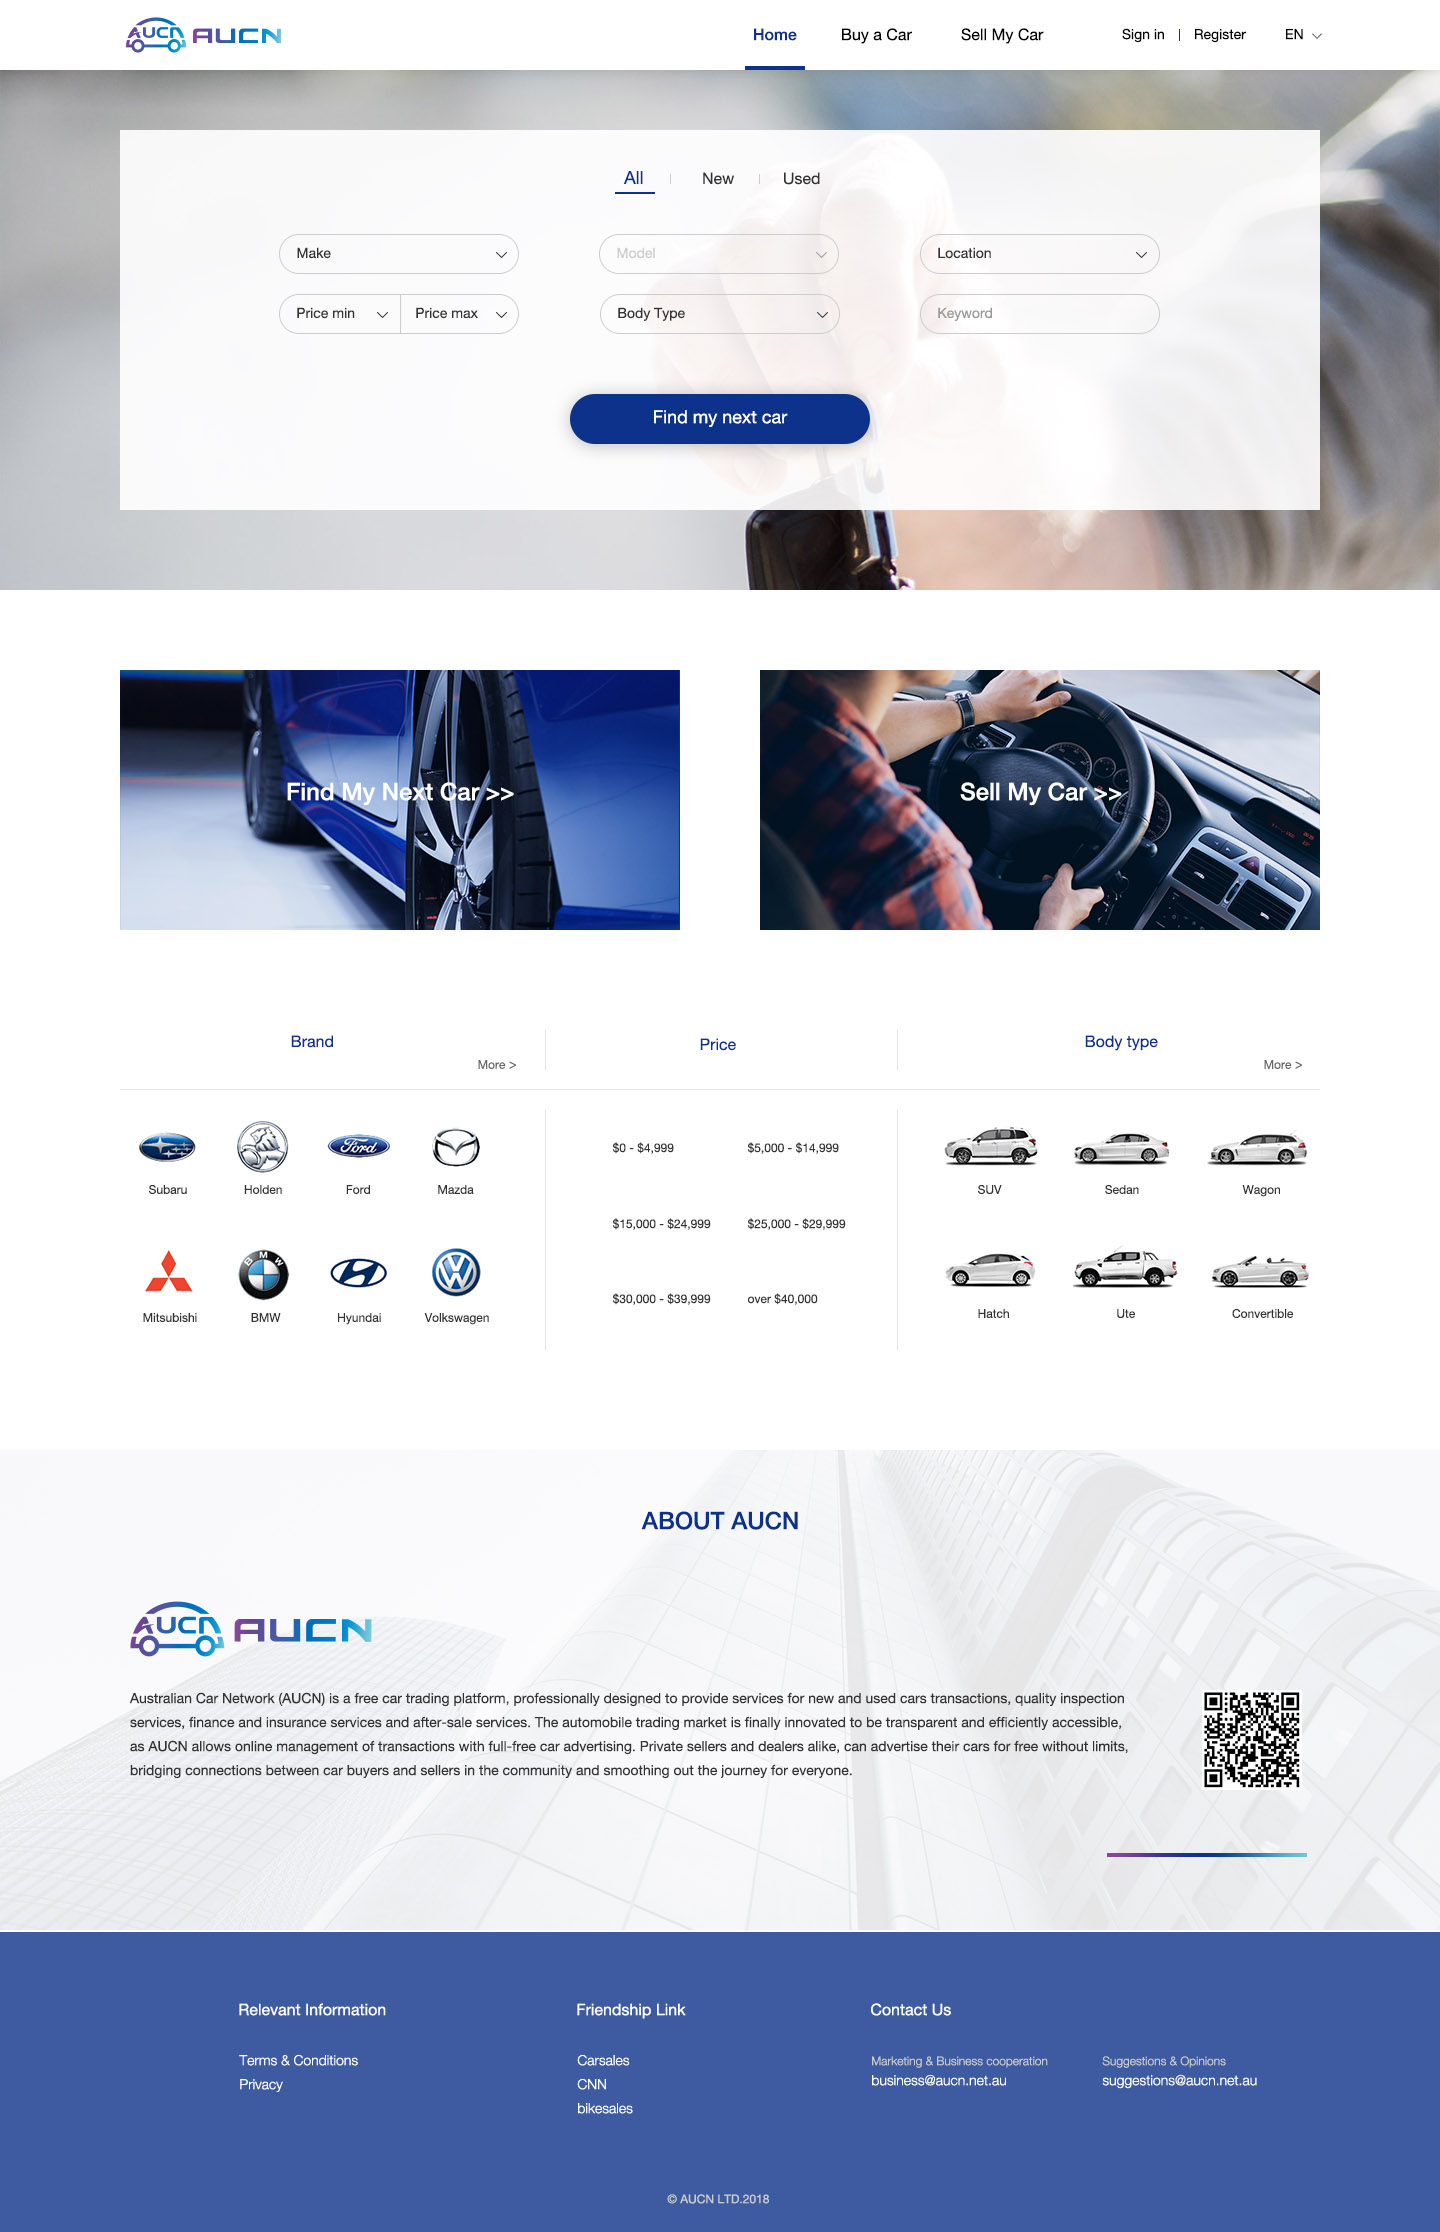 AUCN AUCN
Home Buy a Car Sell My Car Sign in | Register EN
All New Used
Make Model Location
Price min Price max Body Type Keyword
Find my next car
Find My Next Car >> Sell My Car >>
Brand Price Body type
More > More >
$0 - $4,999 $5,000 - $14,999
Ford
Subaru Holden Ford Mazda SUV Sedan Wagon
$15,000 - $24,999 $25,000 - $29,999
BMW
$30,000 - $39,999 over $40,000
Mitsubishi BMW Hyundai Volkswagen Hatch Ute Convertible
ABOUT AUCN
AUCN AUCN
Australian Car Network (AUCN) is a free car trading platform, professionally designed to provide services for new and used cars transactions, quality inspection
services, finance and insurance services and after-sale services. The automobile trading market is finally innovated to be transparent and efficiently accessible,
as AUCN allows online management of transactions with full-free car advertising. Private sellers and dealers alike, can advertise their cars for free without limits,
bridging connections between car buyers and sellers in the community and smoothing out the journey for everyone.
Relevant Information Friendship Link Contact Us
Terms & Conditions Carsales Marketing & Business cooperation Suggestions & Opinions
Privacy CNN business@aucn.net.au suggestions@aucn.net.au
bikesales
© AUCN LTD.2018